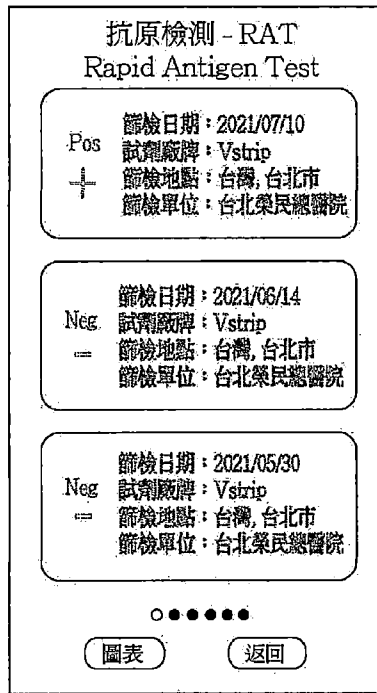 抗原檢測 - RAT
Rapid Antigen Test
Pos
篩檢日期：2021/07/10
試劑廠牌：Vstrip
篩檢地點：台灣, 台北市
篩檢單位：台北榮民總醫院
Neg
篩檢日期：2021/06/14
試劑廠牌：Vstrip
篩檢地點：台灣, 台北市
篩檢單位：台北榮民總醫院
Neg
篩檢日期：2021/05/30
試劑廠牌：Vstrip
篩檢地點：台灣, 台北市
篩檢單位：台北榮民總醫院
圖表
返回